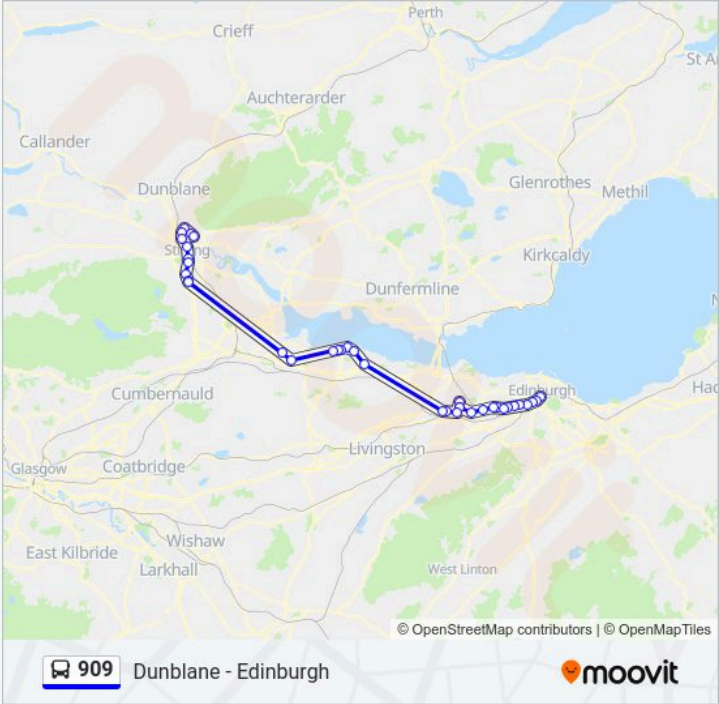 Perth
Crieff
St A
Auchterarder
Callander
Dunblane
Glenrothes
Methil
Stirling
Kirkcaldy
Dunfermline
N
Edinburgh
Had
Cumbernauld
Livingston
Glasgow
Coatbridge
Wishaw
East Kilbride
Larkhall
West Linton
© OpenStreetMap contributors | © OpenMapTiles
909 Dunblane - Edinburgh
moovit